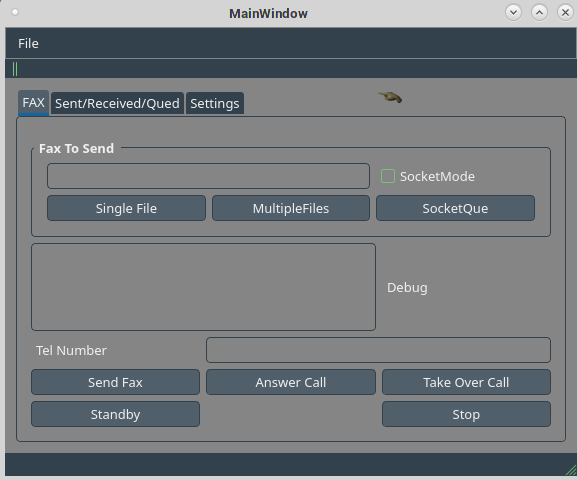 MainWindow
File
FAX Sent/Received/Qued Settings
Fax To Send
SocketMode
Single File MultipleFiles SocketQue
Debug
Tel Number
Send Fax Answer Call Take Over Call
Standby Stop